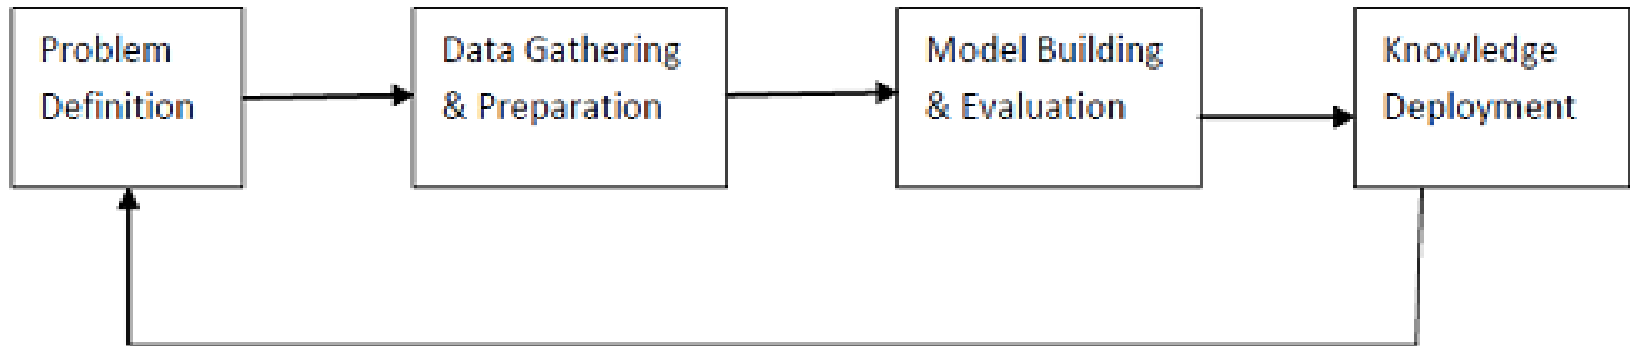 Problem
Definition
Data Gathering
& Preparation
Model Building
& Evaluation
Knowledge
Deployment